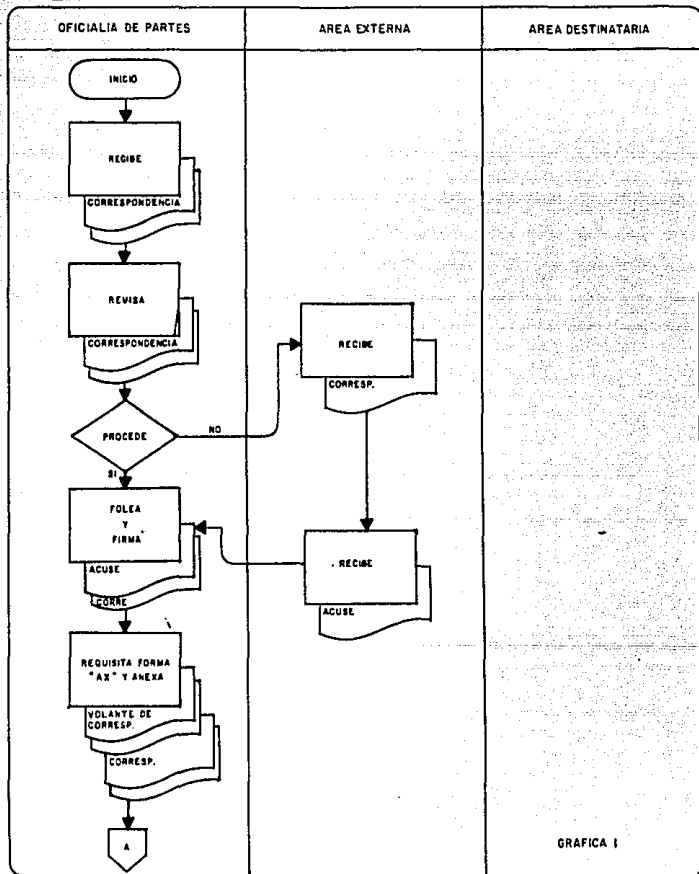 OFICIALIA DE PARTES
AREA EXTERNA
AREA DESTINATARIA
INICIO
RECIBE
CORRESPONDENCIA
REVISA
CORRESPONDENCIA
PROCEDE
NO
SI
RECIBE
CORRESP.
FOLEA
Y
FIRMA
ACUSE
CORRE
RECIBE
ACUSE
REQUISITA FORMA
"AX" Y ANEXA
VOLANTE DE
CORRESP.
CORRESP.
A
GRAFICA I